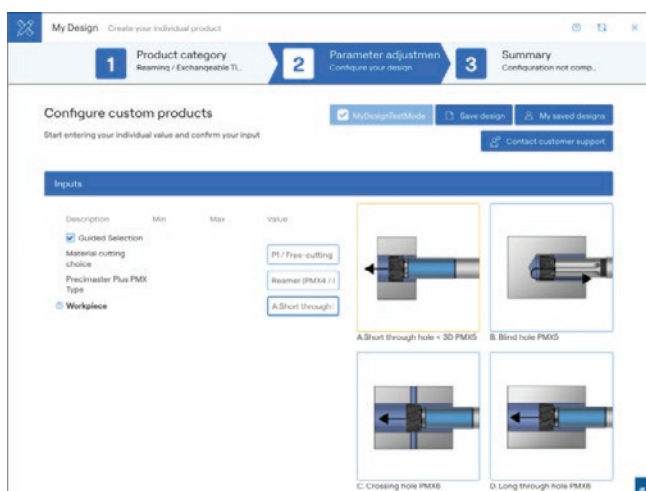 My Design Create your individual product
1 Product category
Reaming / Exchangeable Ti..
2 Parameter adjustmen
Configure your design
3 Summary
Configuration not comp..
Configure custom products
Start entering your individual value and confirm your input
MyDesignTestMode
Save design
My saved designs
Contact customer support
Inputs
Description Min Max Value
Guided Selection
Material cutting choice P1 / Free-cutting
Precimaster Plus PMX Type Reamer (PMX4 / I
Workpiece A.Short through
A.Short through hole < 3D PMX5
B. Blind hole PMX5
C. Crossing hole PMX6
D. Long through hole PMX6